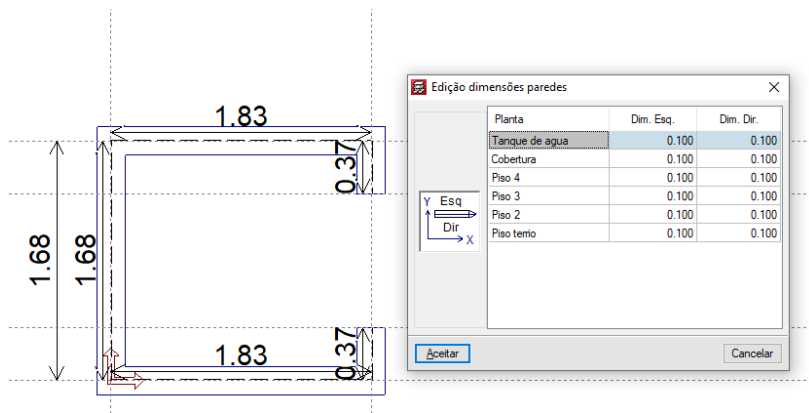 1.83
0.37
1.68
1.68
1.83
0.37
Edição dimensões paredes
Planta Dim. Esq. Dim. Dir.
Tanque de agua 0.100 0.100
Cobertura 0.100 0.100
Piso 4 0.100 0.100
Piso 3 0.100 0.100
Piso 2 0.100 0.100
Piso terrio 0.100 0.100
Y Esq
Dir
X
Aceitar Cancelar